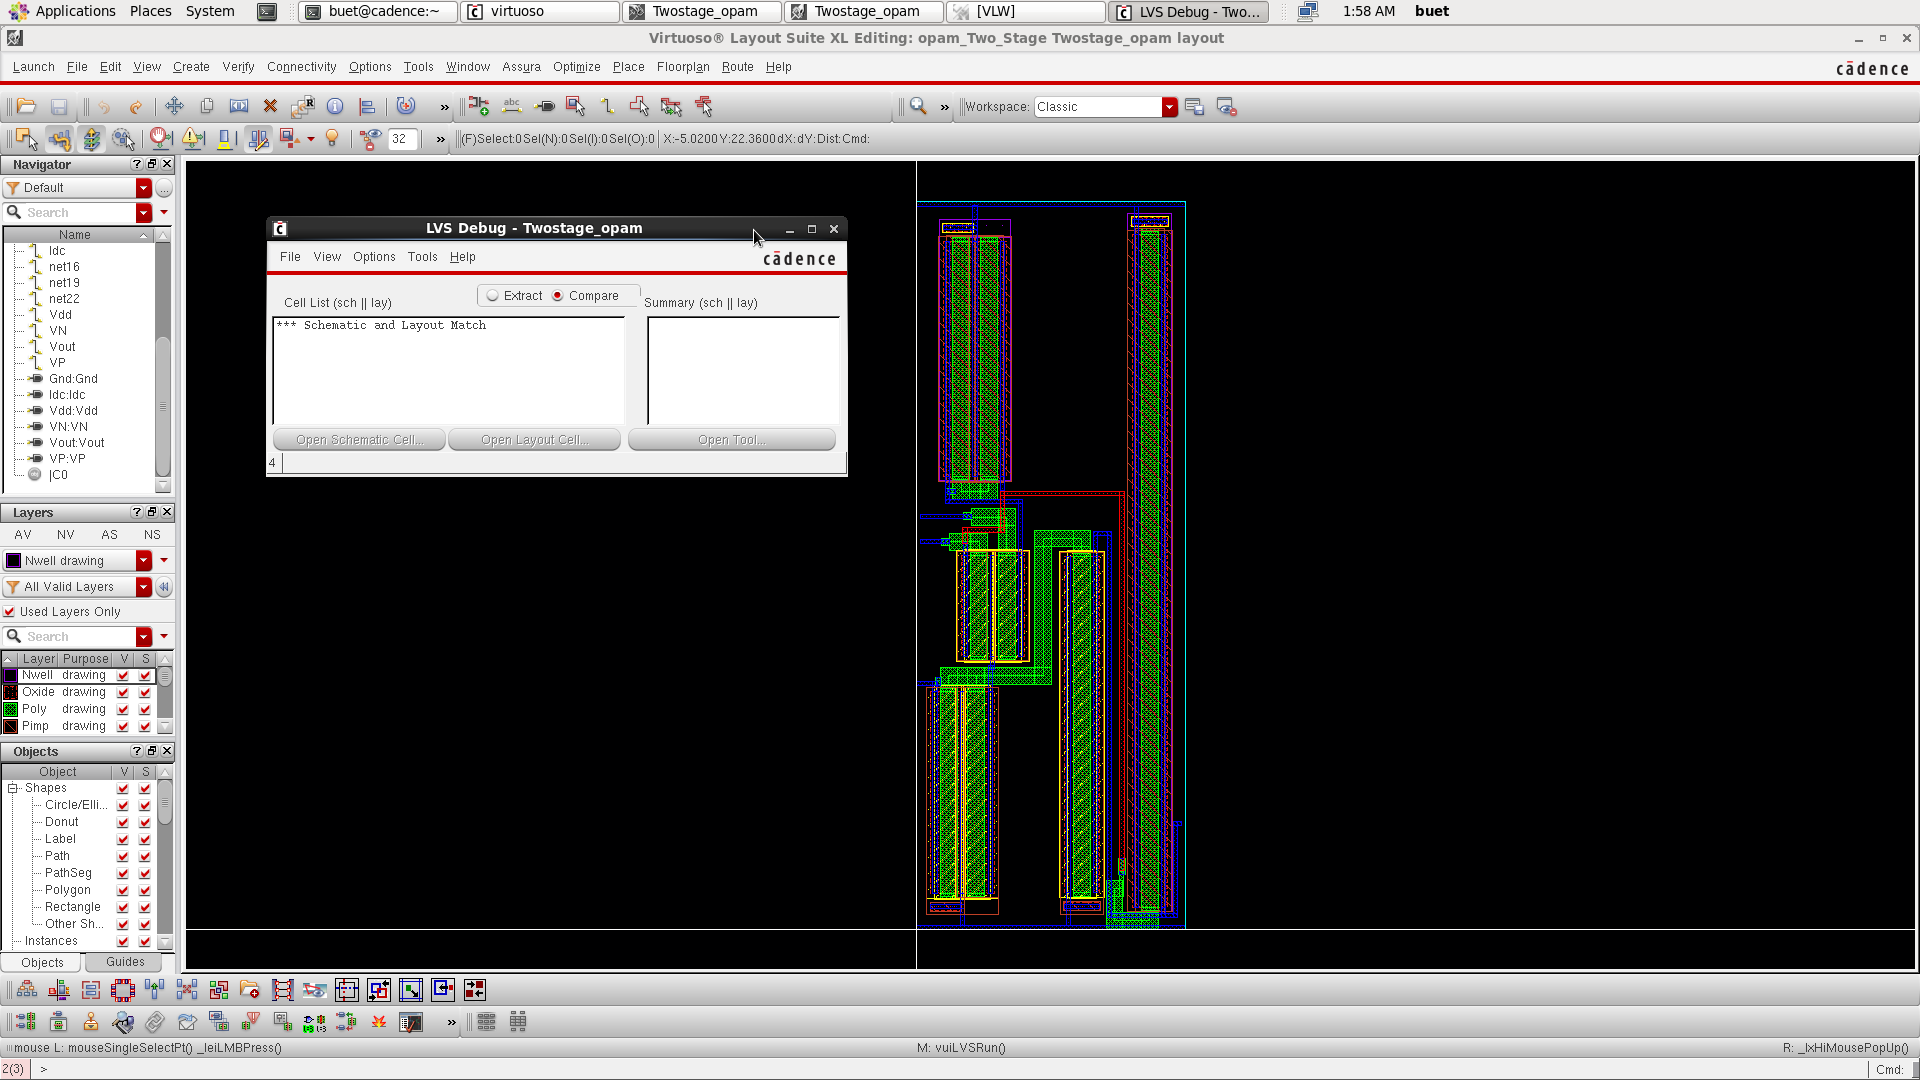 Applications Places System buet@cadence:~ virtuoso Twostage_opam Twostage_opam [VLW] LVS Debug - Two... 1:58 AM buet
Virtuoso® Layout Suite XL Editing: opam_Two_Stage Twostage_opam layout
Launch File Edit View Create Verify Connectivity Options Tools Window Assura Optimize Place Floorplan Route Help cādence
abc » » Workspace: Classic
32 » (F)Select:0 Sel(N):0 Sel(I):0 Sel(O):0 X:-5.0200 Y:22.3600 dX: dY: Dist: Cmd:
Navigator
Default
Search
Name
Idc
net16
net19
net22
Vdd
VN
Vout
VP
Gnd:Gnd
Idc:Idc
Vdd:Vdd
VN:VN
Vout:Vout
VP:VP
|C0
Layers
AV NV AS NS
Nwell drawing
All Valid Layers
Used Layers Only
Search
Layer Purpose V S
Nwell drawing
Oxide drawing
Poly drawing
Pimp drawing
Objects
Object V S
Shapes
Circle/Elli...
Donut
Label
Path
PathSeg
Polygon
Rectangle
Other Sh...
Instances
Objects Guides
LVS Debug - Twostage_opam
File View Options Tools Help cādence
Cell List (sch || lay) Extract Compare Summary (sch || lay)
*** Schematic and Layout Match
Open Schematic Cell... Open Layout Cell... Open Tool...
4
»
mouse L: mouseSingleSelectPt() _leiLMBPress() M: vuiLVSRun() R: _lxHiMousePopUp()
2(3) > Cmd: